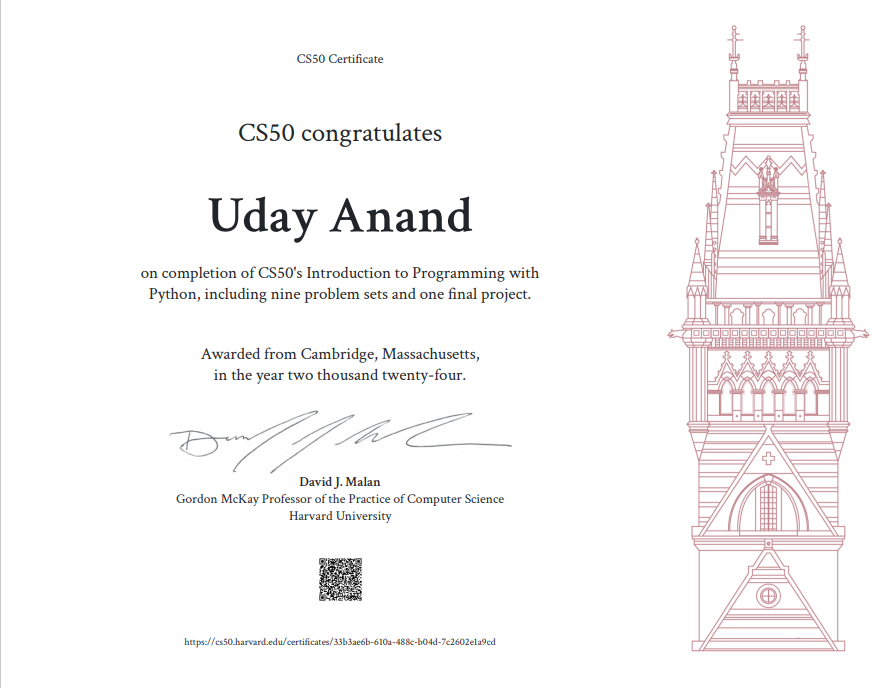 CS50 Certificate
CS50 congratulates
Uday Anand
on completion of CS50's Introduction to Programming with
Python, including nine problem sets and one final project.
Awarded from Cambridge, Massachusetts,
in the year two thousand twenty-four.
David J. Malan
Gordon McKay Professor of the Practice of Computer Science
Harvard University
https://cs50.harvard.edu/certificates/33b3ae6b-610a-488c-b04d-7c2602e1a9cd